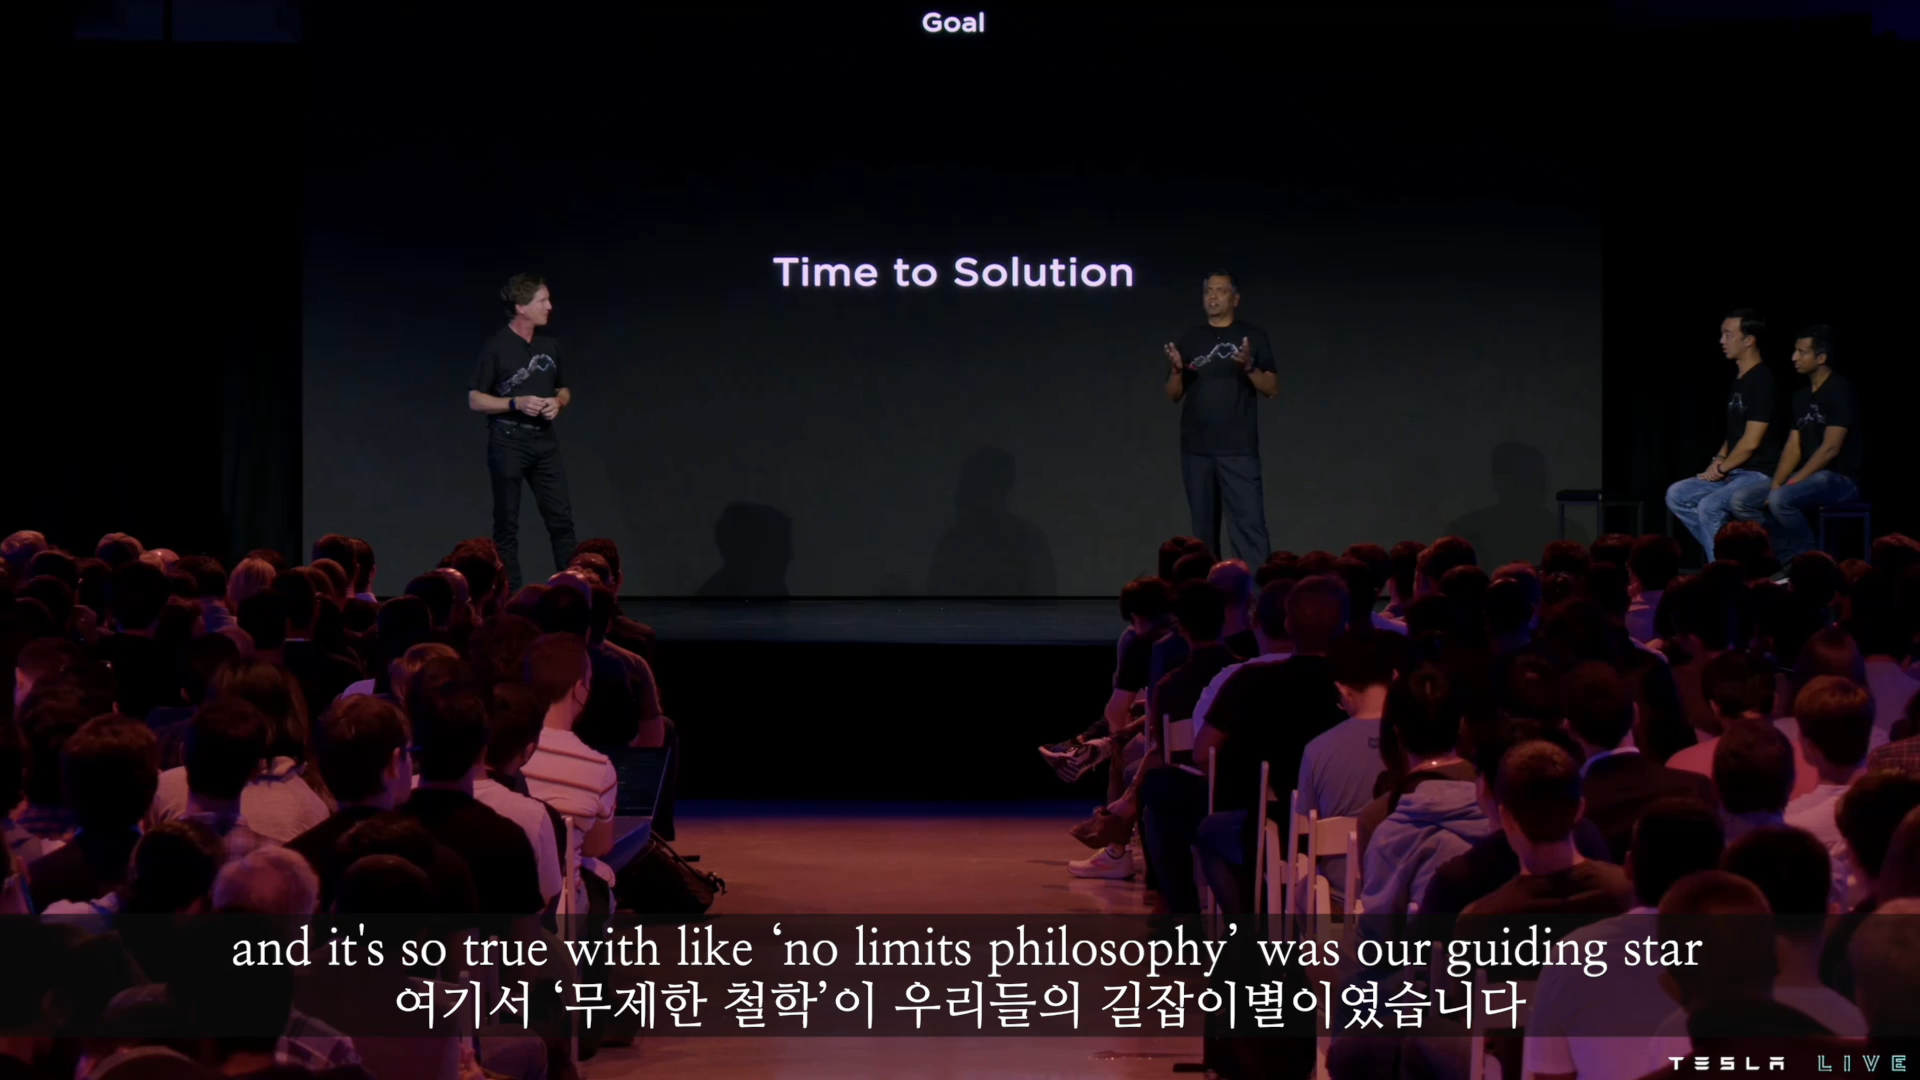 Goal
Time to Solution
and it's so true with like ‘no limits philosophy’ was our guiding star
여기서 ‘무제한 철학’이 우리들의 길잡이별이였습니다
TESLA LIVE